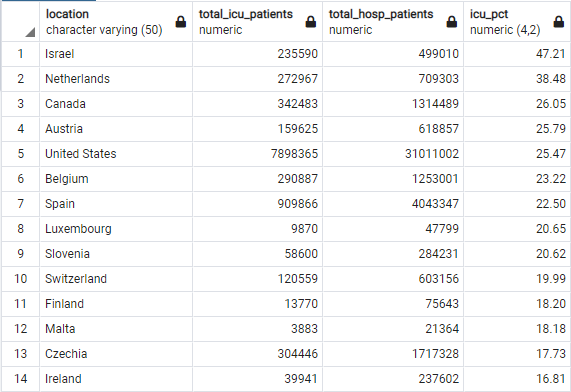 location total_icu_patients total_hosp_patients icu_pct
character varying (50) numeric numeric numeric (4,2)
1 Israel 235590 499010 47.21
2 Netherlands 272967 709303 38.48
3 Canada 342483 1314489 26.05
4 Austria 159625 618857 25.79
5 United States 7898365 31011002 25.47
6 Belgium 290887 1253001 23.22
7 Spain 909866 4043347 22.50
8 Luxembourg 9870 47799 20.65
9 Slovenia 58600 284231 20.62
10 Switzerland 120559 603156 19.99
11 Finland 13770 75643 18.20
12 Malta 3883 21364 18.18
13 Czechia 304446 1717328 17.73
14 Ireland 39941 237602 16.81